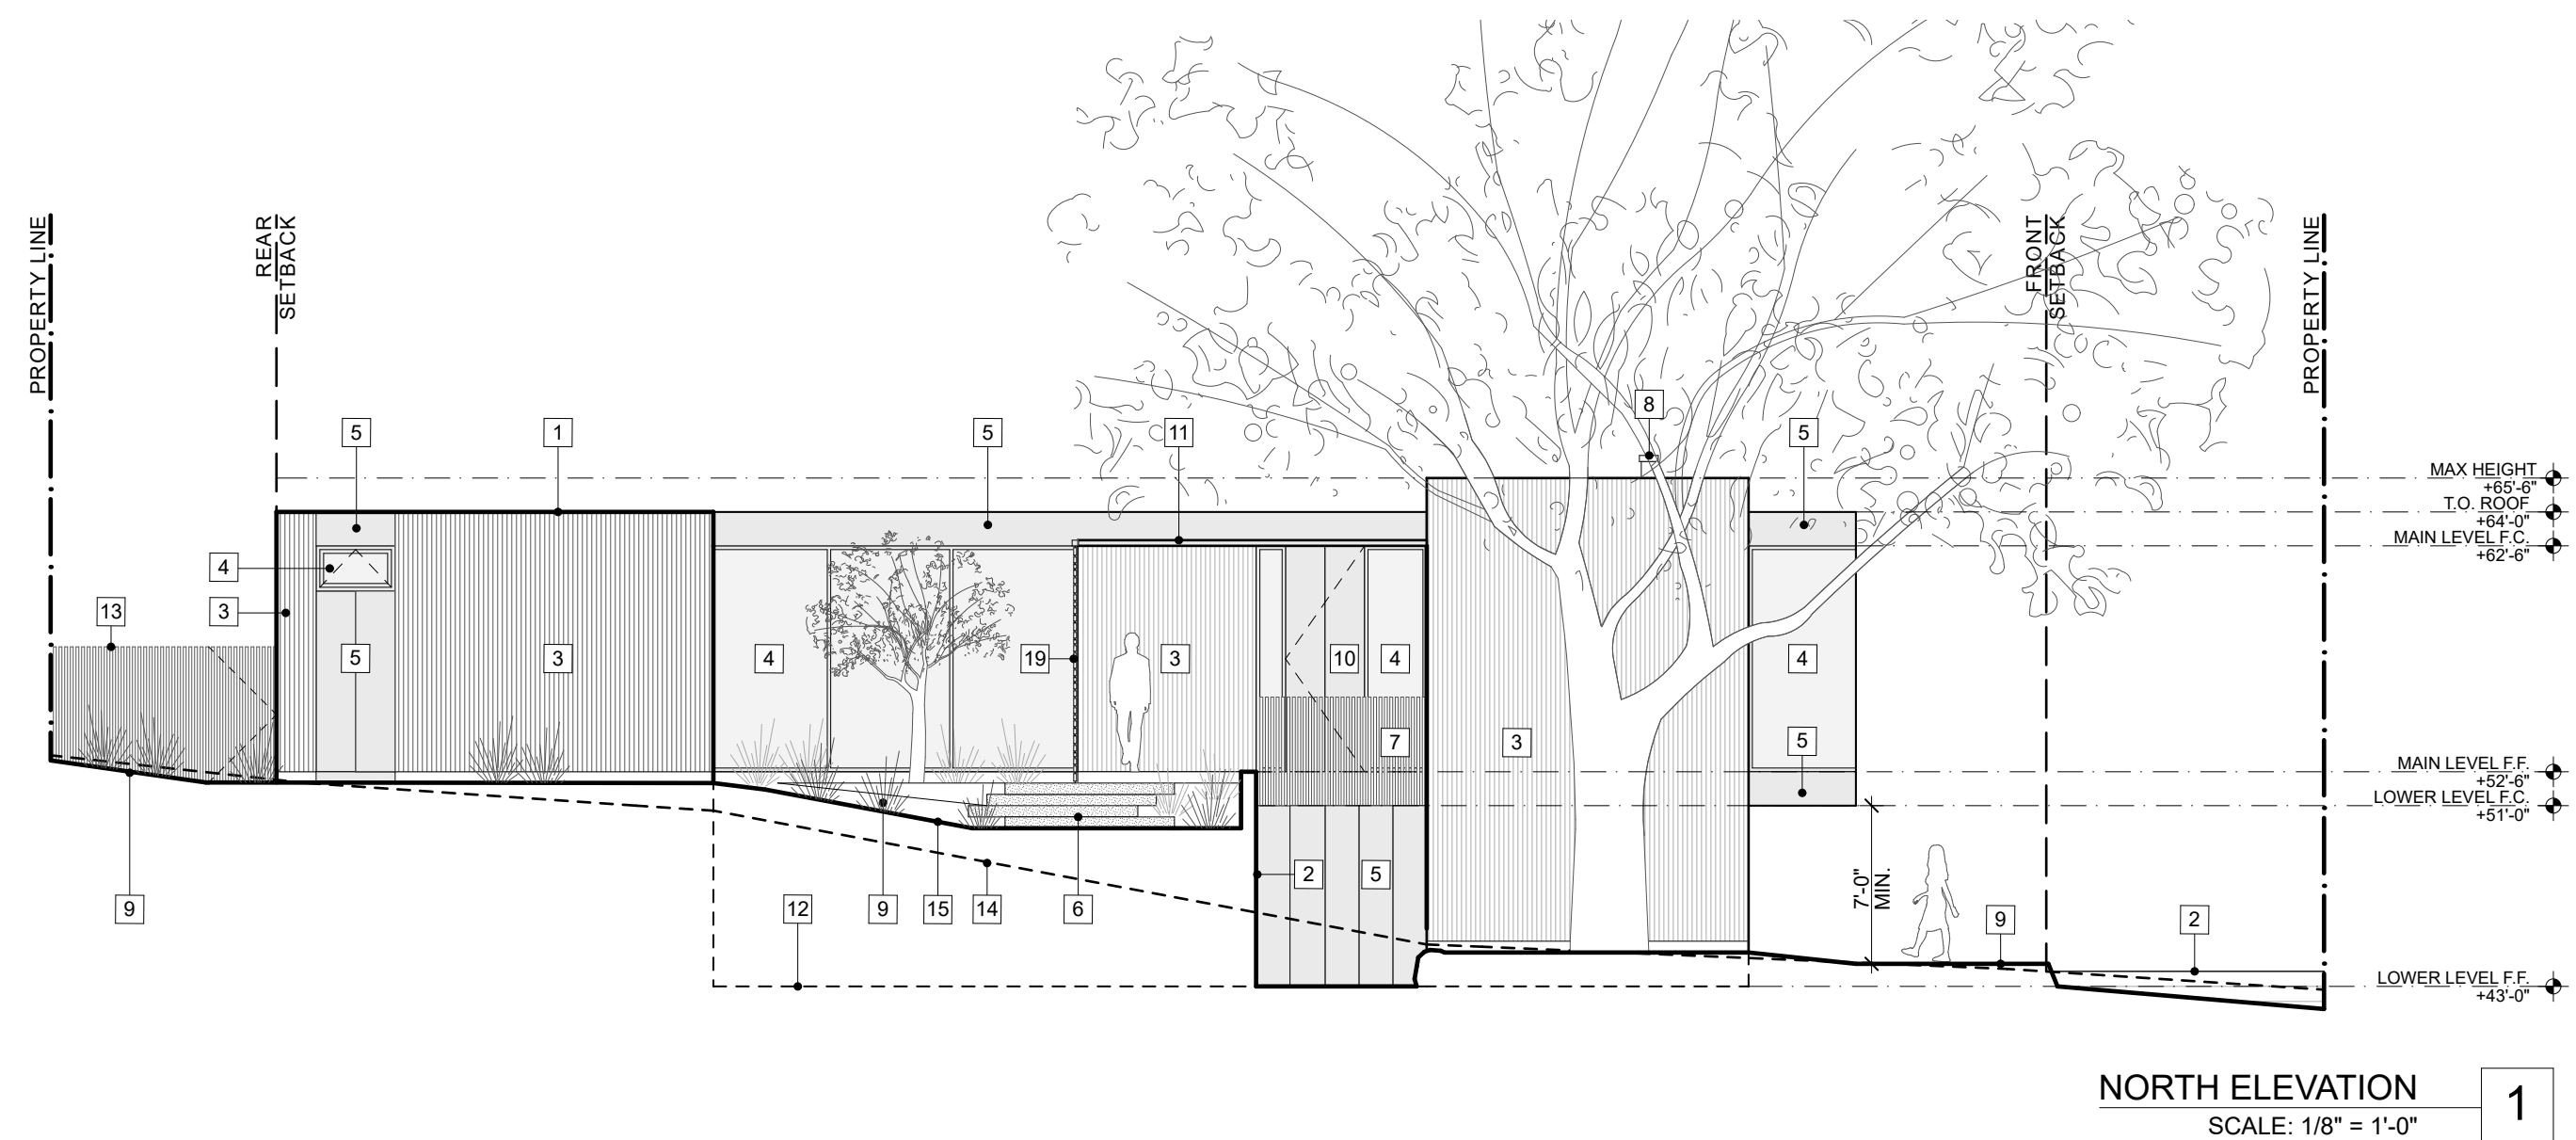 PROPERTY LINE
REAR
SETBACK
FRONT
SETBACK
PROPERTY LINE
8
5
1
5
11
5
MAX HEIGHT
+65'-6"
T.O. ROOF
+64'-0"
MAIN LEVEL F.C.
+62'-6"
4
13
3
5
3
4
19
3
10
4
4
7
3
5
MAIN LEVEL F.F.
+52'-6"
LOWER LEVEL F.C.
+51'-0"
2
5
7'-0"
MIN.
9
12
9
15
14
6
9
2
LOWER LEVEL F.F.
+43'-0"
NORTH ELEVATION
SCALE: 1/8" = 1'-0"
1